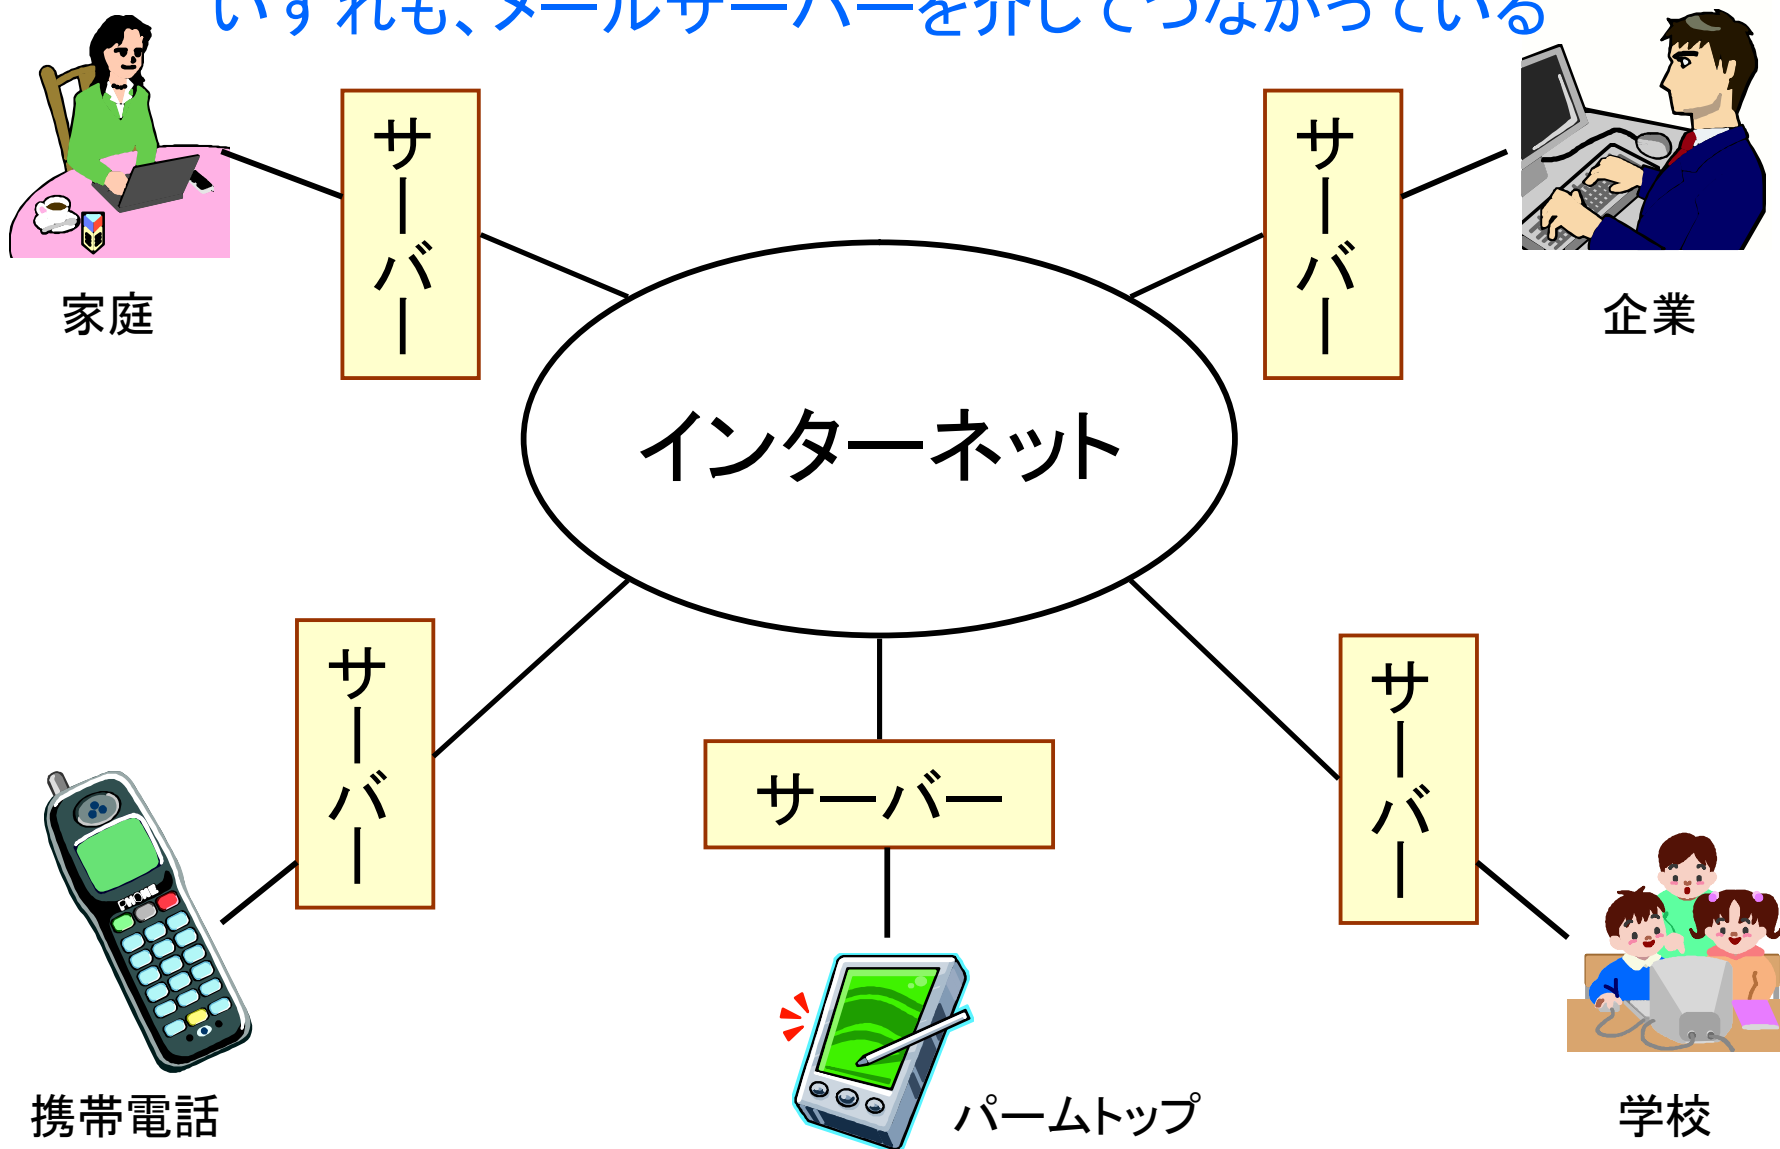 いずれも、メールサーバーを介してつながっている
サーバー
サーバー
家庭
企業
インターネット
サーバー
サーバー
サーバー
PHONE
携帯電話
パームトップ
学校